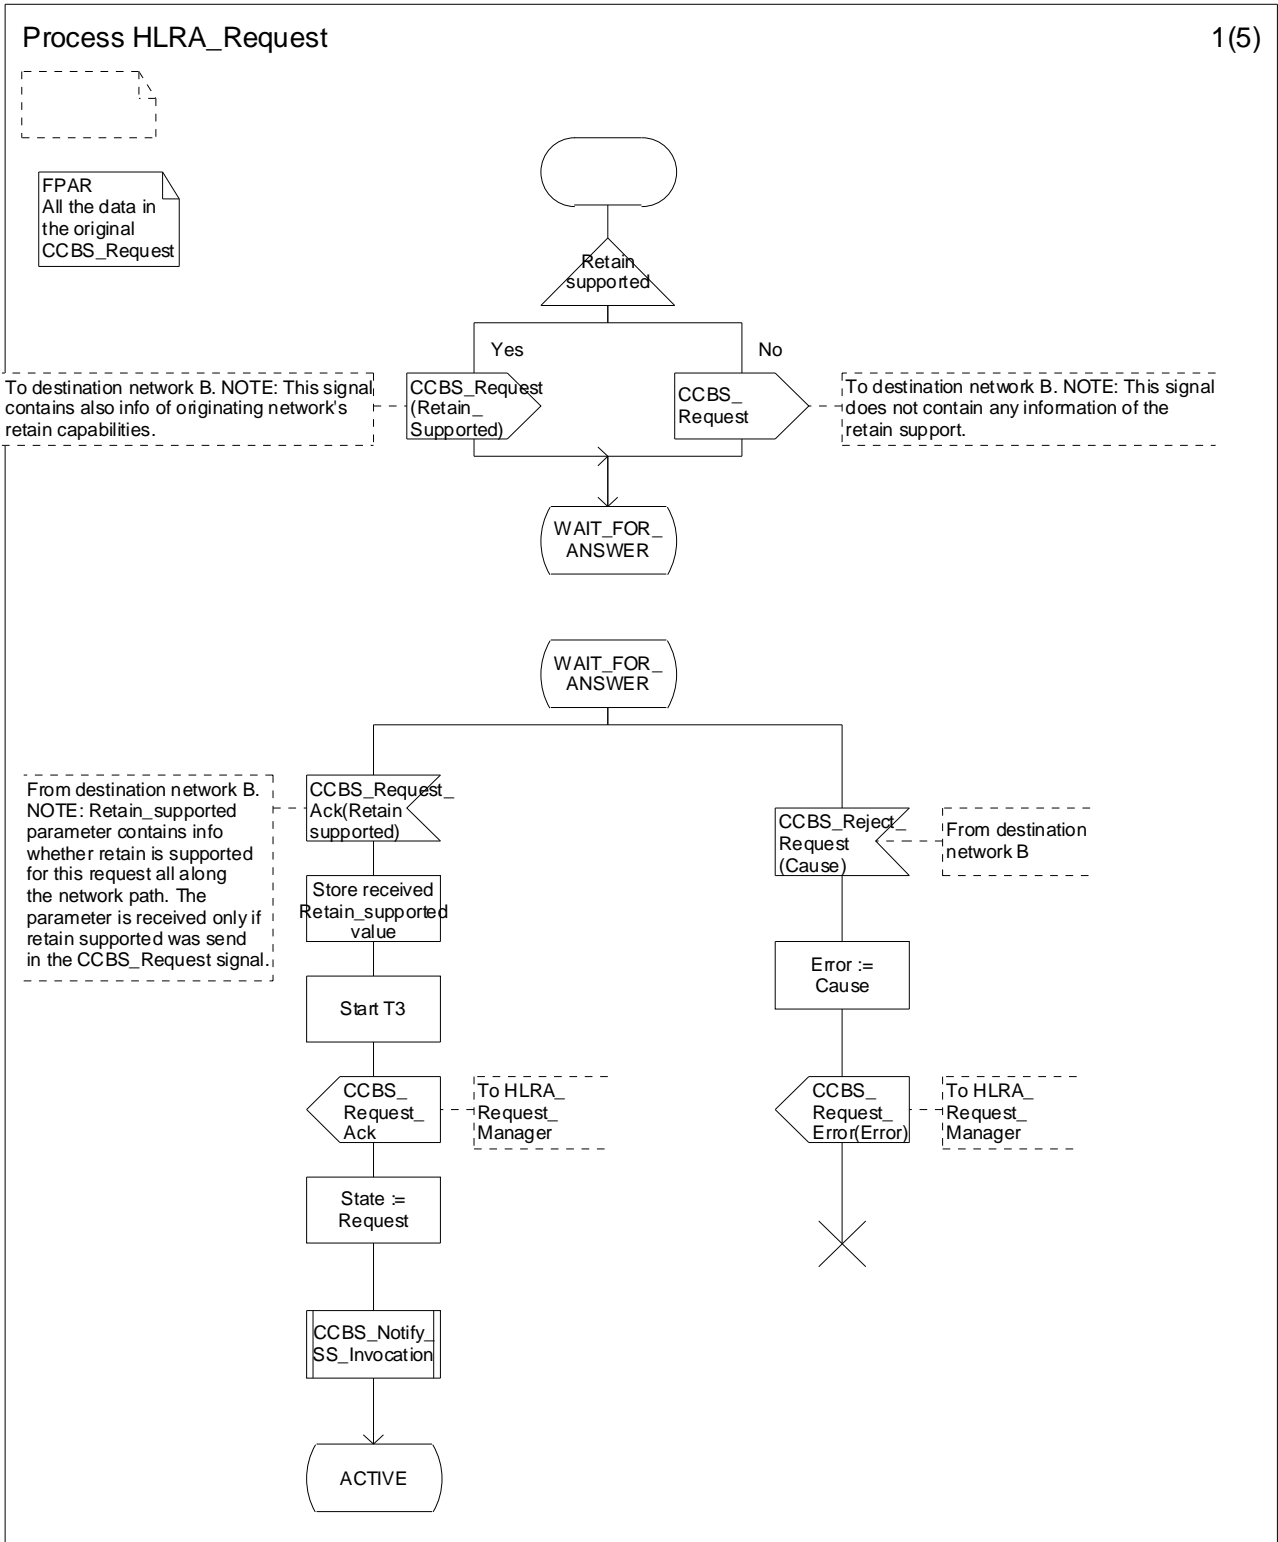 Process HLRA_Request
1(5)
FPAR
All the data in
the original
CCBS_Request
Retain
supported
Yes
No
To destination network B. NOTE: This signal
contains also info of originating network's
retain capabilities.
CCBS_Request
(Retain_
Supported)
CCBS_
Request
To destination network B. NOTE: This signal
does not contain any information of the
retain support.
WAIT_FOR_
ANSWER
WAIT_FOR_
ANSWER
From destination network B.
NOTE: Retain_supported
parameter contains info
whether retain is supported
for this request all along
the network path. The
parameter is received only if
retain supported was send
in the CCBS_Request signal.
CCBS_Request_
Ack(Retain
supported)
CCBS_Reject_
Request
(Cause)
From destination
network B
Store received
Retain_supported
value
Error :=
Cause
Start T3
CCBS_
Request_
Ack
To HLRA_
Request_
Manager
CCBS_
Request_
Error(Error)
To HLRA_
Request_
Manager
State :=
Request
CCBS_Notify_
SS_Invocation
ACTIVE